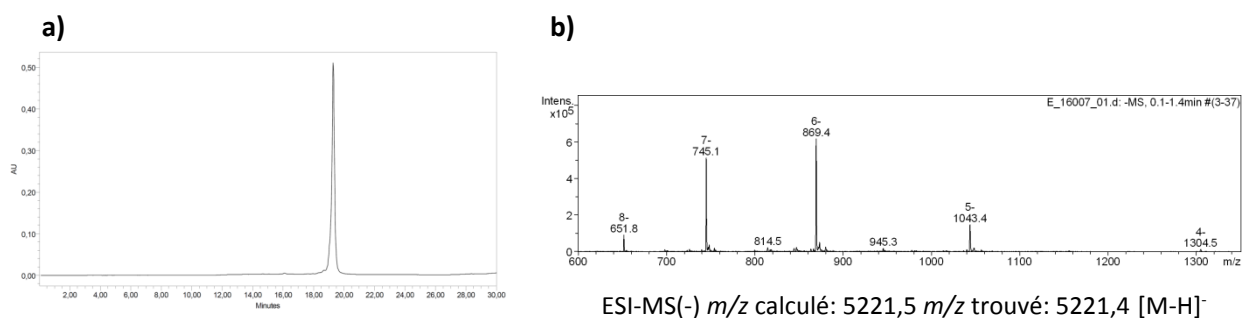 a)
0,50
0,40
0,30
0,20
0,10
0,00
AU
2,00 4,00 6,00 8,00 10,00 12,00 14,00 16,00 18,00 20,00 22,00 24,00 26,00 28,00 30,00
Minutes
b)
Intens.
x10⁵
E_16007_01.d: -MS, 0.1-1.4min #(3-37)
6
4
2
0
8-
651.8
7-
745.1
814.5
6-
869.4
945.3
5-
1043.4
4-
1304.5
600 700 800 900 1000 1100 1200 1300 m/z
ESI-MS(-) m/z calculé: 5221,5 m/z trouvé: 5221,4 [M-H]⁻